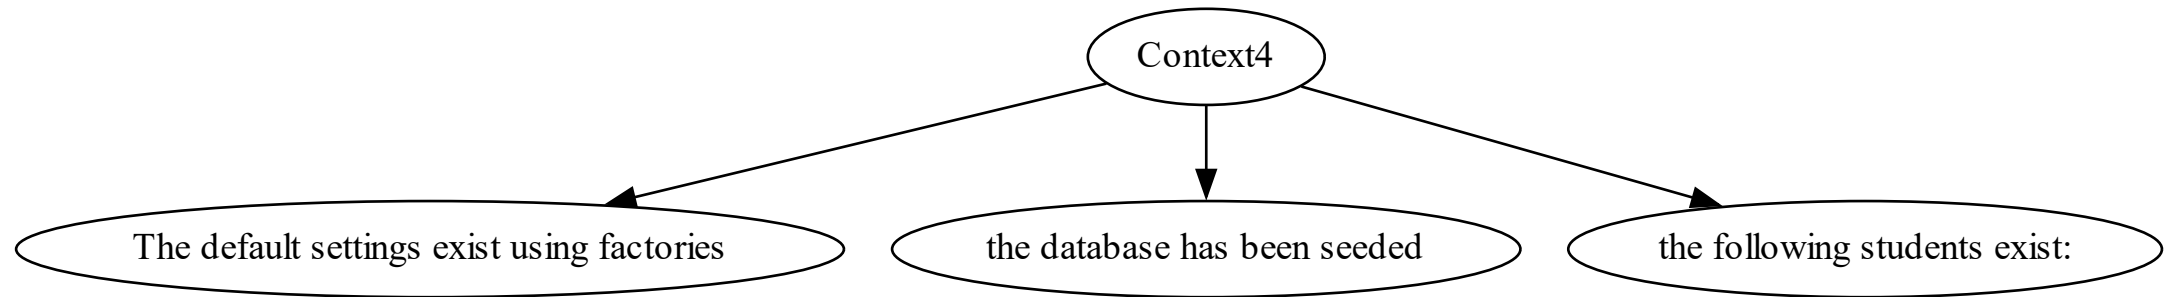 Context4
The default settings exist using factories
the database has been seeded
the following students exist: